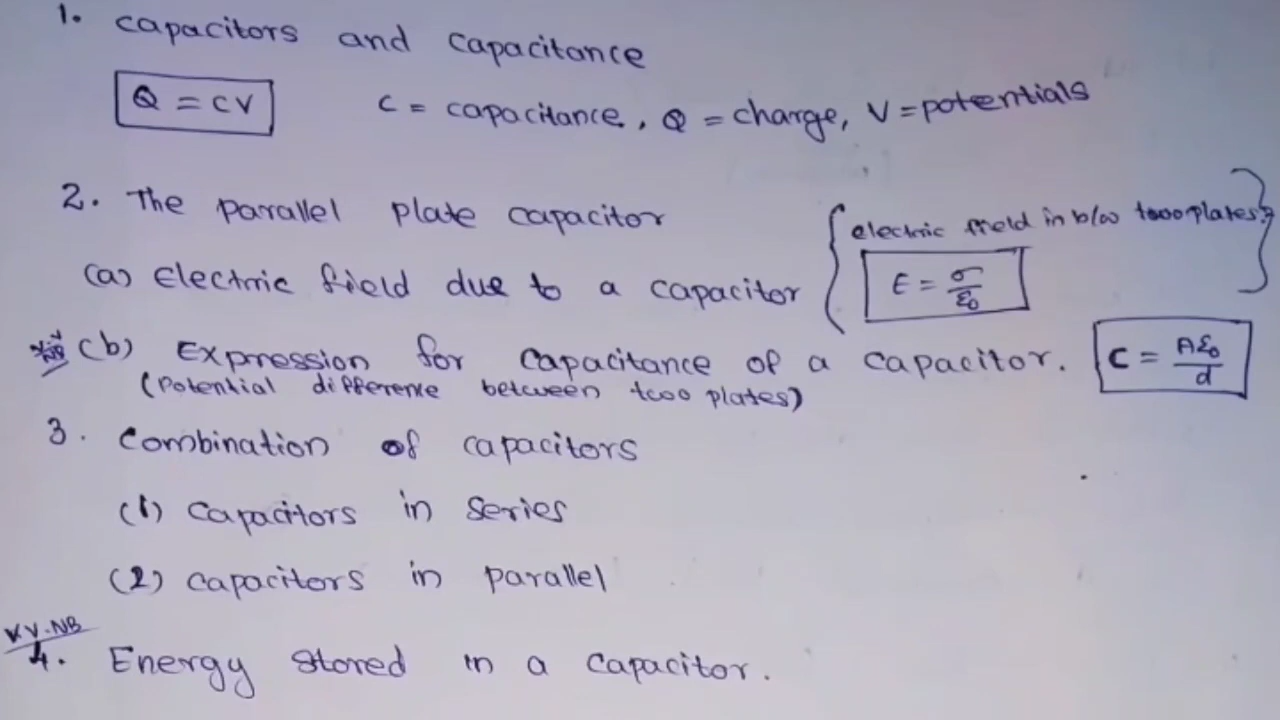 1. Capacitors and capacitance
Q = CV C = capacitance, Q = charge, V = potentials
2. The parallel plate capacitor
electric field in b/w two plates
(a) Electric field due to a capacitor E = σ/ε₀
(b) Expression for capacitance of a capacitor. C = Aε₀/d
(Potential difference between two plates)
3. Combination of capacitors
(1) Capacitors in series
(2) Capacitors in parallel
V.V.NB
4. Energy stored in a capacitor.